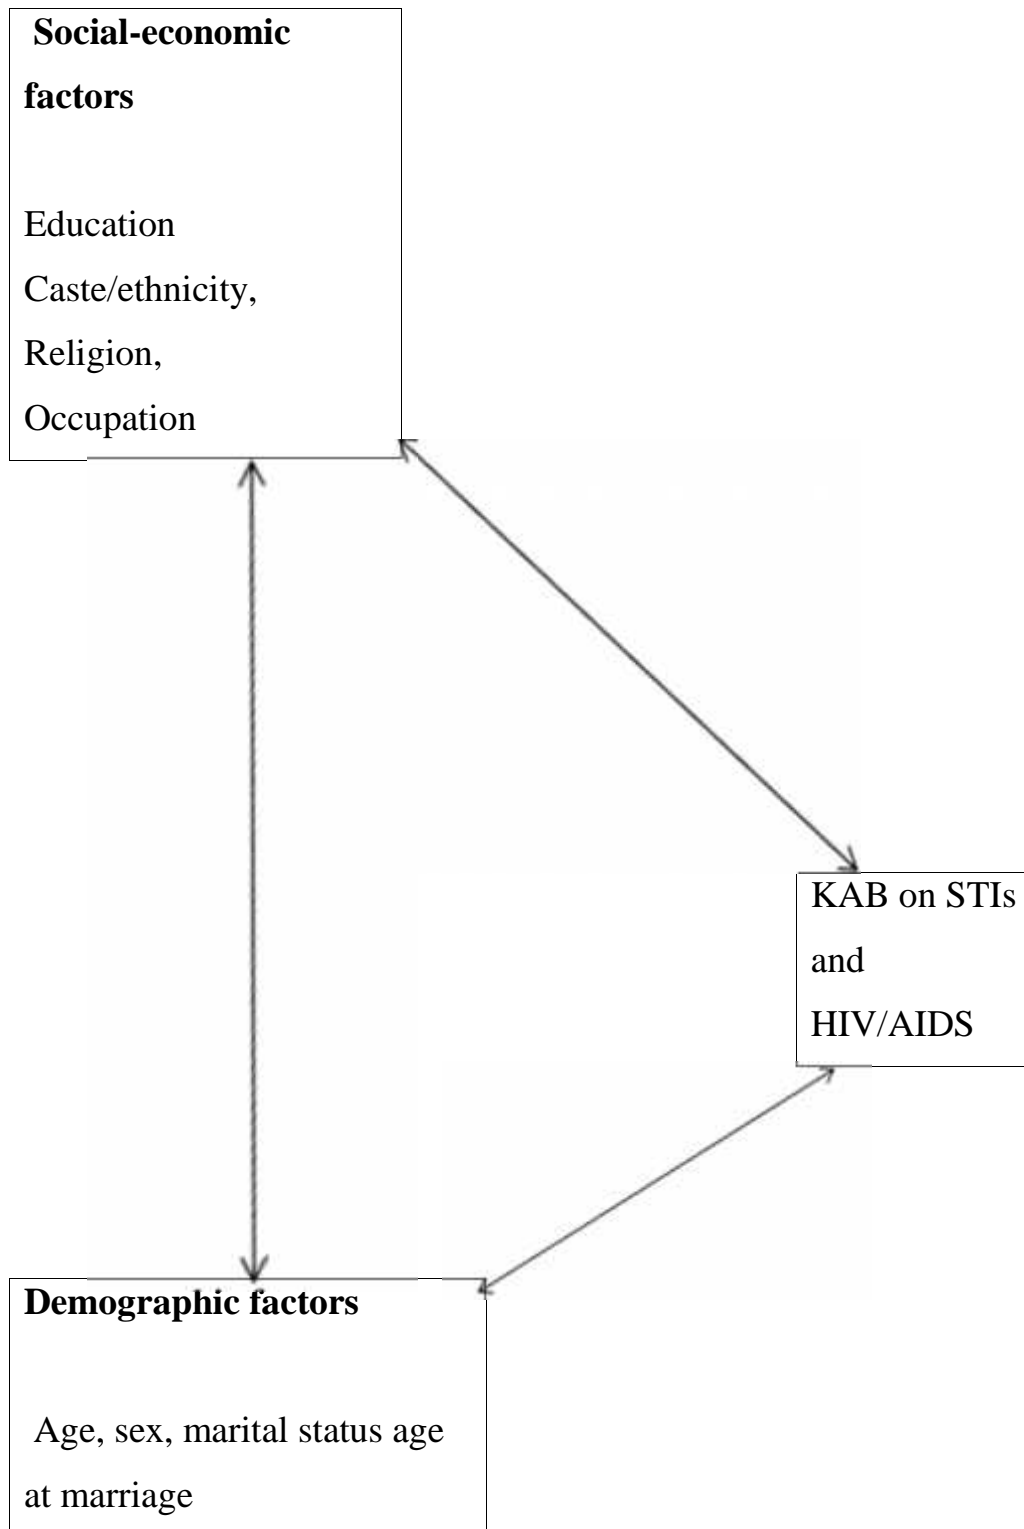 Social-economic
factors
Education
Caste/ethnicity,
Religion,
Occupation
KAB on STIs
and
HIV/AIDS
Demographic factors
Age, sex, marital status age
at marriage